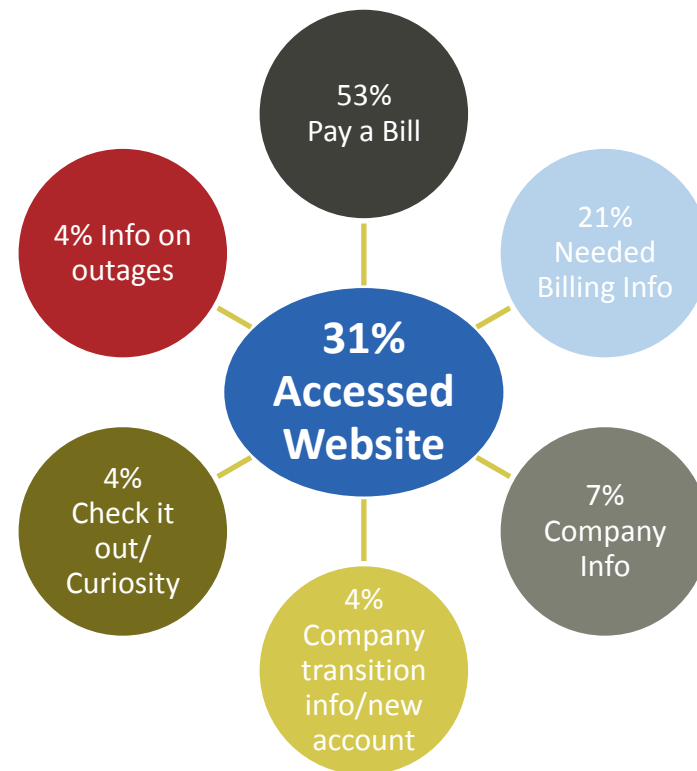 53%
Pay a Bill
4% Info on
outages
21%
Needed
Billing Info
31%
Accessed
Website
4%
Check it
out/
Curiosity
7%
Company
Info
4%
Company
transition
info/new
account